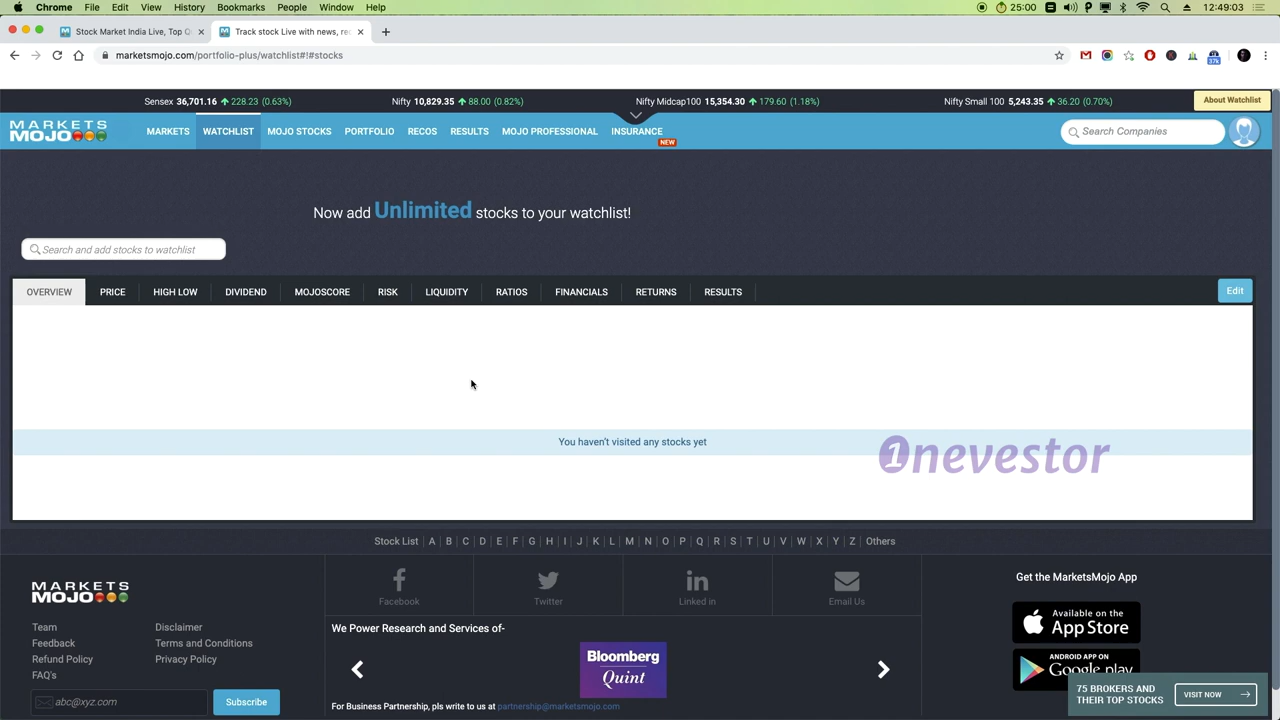 Chrome File Edit View History Bookmarks People Window Help 25:00 12:49:03
Stock Market India Live, Top Q Track stock Live with news, re
marketsmojo.com/portfolio-plus/watchlist#!#stocks 37k
Sensex 36,701.16 228.23 (0.63%) Nifty 10,829.35 88.00 (0.82%) Nifty Midcap100 15,354.30 179.60 (1.18%) Nifty Small 100 5,243.35 36.20 (0.70%) About Watchlist
MARKETS
MOJO
MARKETS WATCHLIST MOJO STOCKS PORTFOLIO RECOS RESULTS MOJO PROFESSIONAL INSURANCE Search Companies
NEW
Now add Unlimited stocks to your watchlist!
Search and add stocks to watchlist
OVERVIEW PRICE HIGH LOW DIVIDEND MOJOSCORE RISK LIQUIDITY RATIOS FINANCIALS RETURNS RESULTS Edit
You haven't visited any stocks yet
1nevestor
Stock List A B C D E F G H I J K L M N O P Q R S T U V W X Y Z Others
MARKETS
MOJO
Team Disclaimer
Feedback Terms and Conditions
Refund Policy Privacy Policy
FAQ's
abc@xyz.com Subscribe
Facebook Twitter Linked in Email Us
We Power Research and Services of-
Bloomberg
Quint
For Business Partnership, pls write to us at partnership@marketsmojo.com
Get the MarketsMojo App
Available on the
App Store
ANDROID APP ON
Google play
75 BROKERS AND
THEIR TOP STOCKS
VISIT NOW